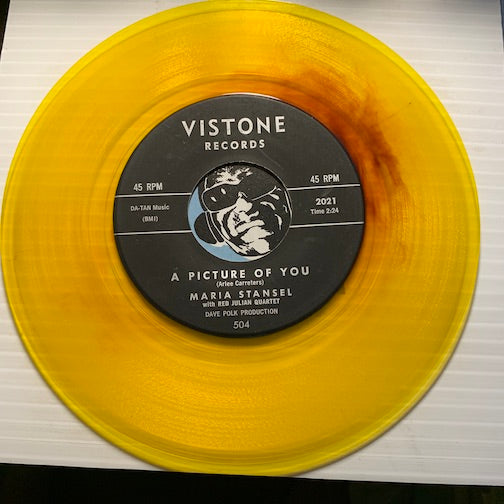 VISTONE
RECORDS
45 RPM
45 RPM
DA-TAN Music
(BMI)
2021
Time 2:24
A PICTURE OF YOU
(Arlee Carreters)
MARIA STANSEL
with RED JULIAN QUARTET
DAVE POLK PRODUCTION
504